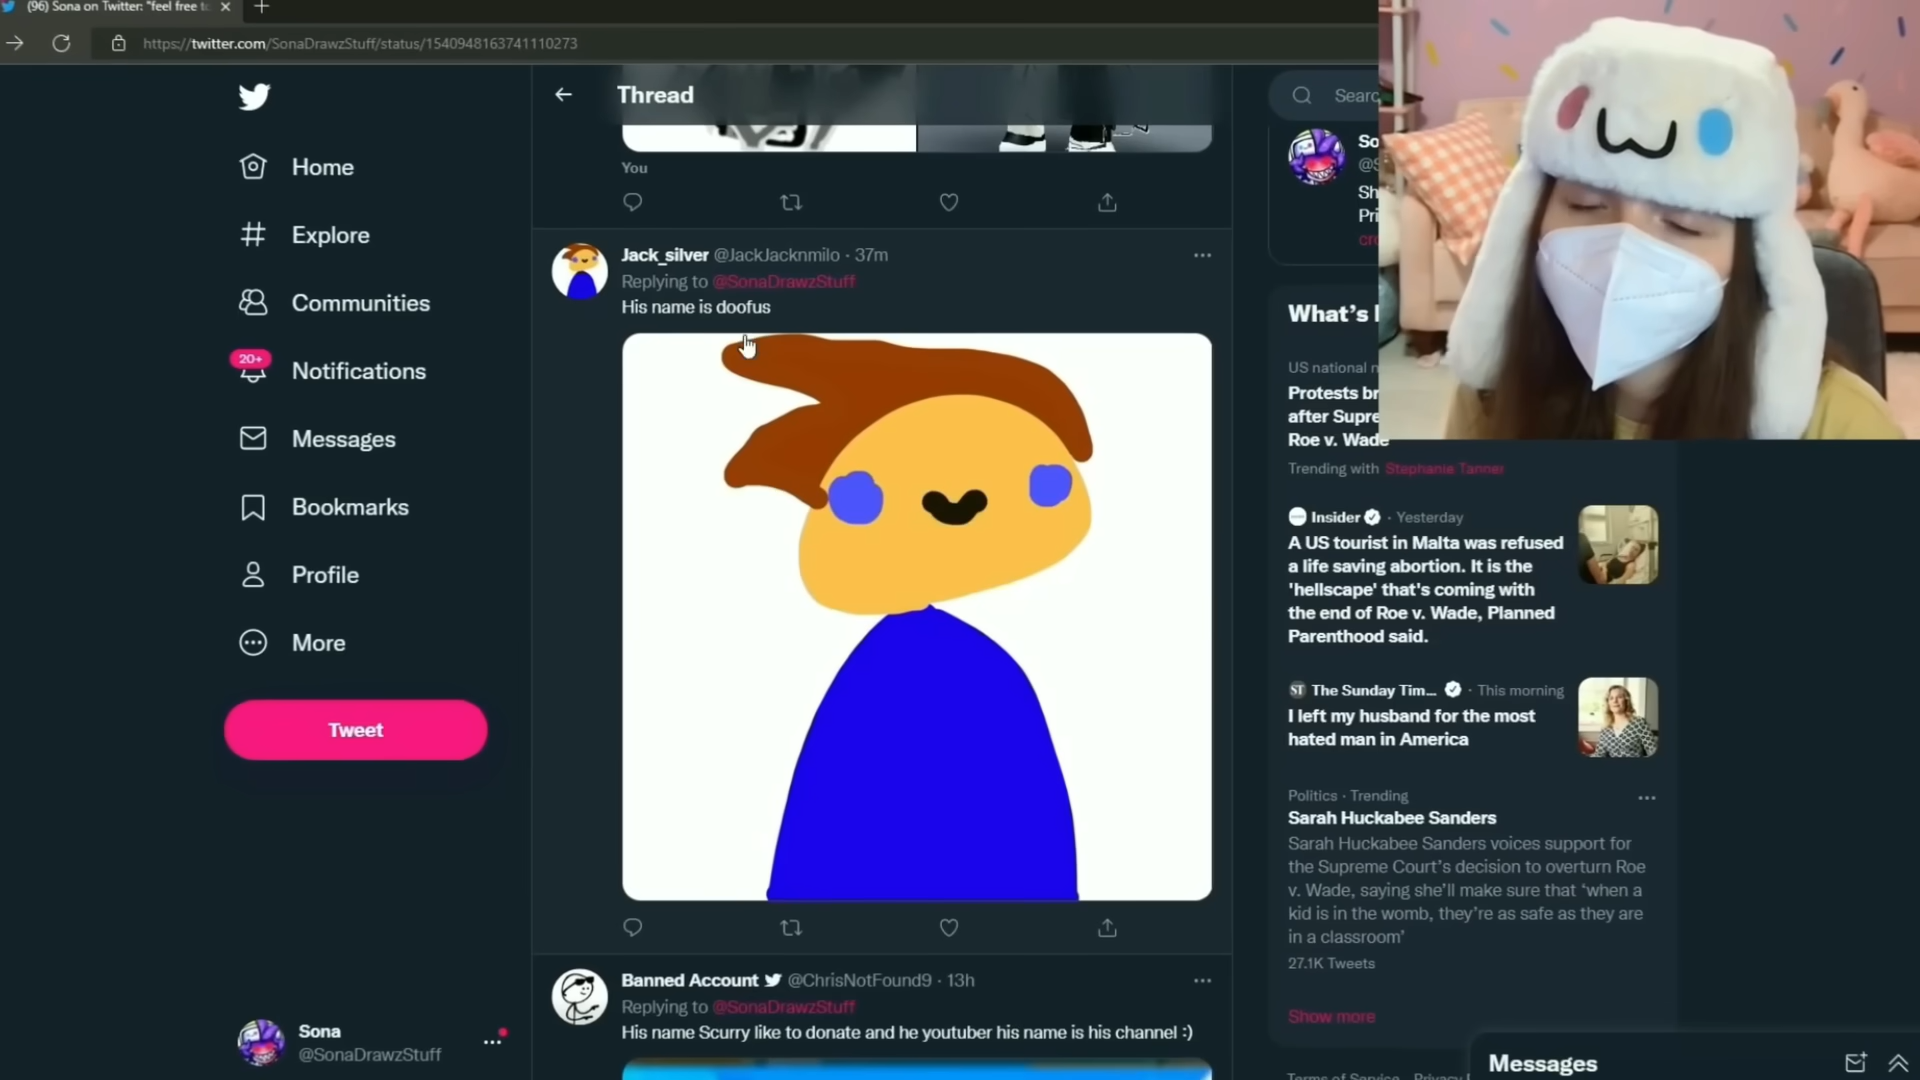 (96) Sona on Twitter: "feel free to
https://twitter.com/SonaDrawzStuff/status/1540948163741110273
Home
Explore
Communities
20+
Notifications
Messages
Bookmarks
Profile
More
Tweet
Sona
@SonaDrawzStuff
Thread
You
Jack_silver @JackJacknmilo · 37m
Replying to @SonaDrawzStuff
His name is doofus
Banned Account @ChrisNotFound9 · 13h
Replying to @SonaDrawzStuff
His name Scurry like to donate and he youtuber his name is his channel :)
Searc
So
@S
Sh
Pri
What's
US national n
Protests br
after Supre
Roe v. Wade
Trending with Stephanie Tanner
Insider · Yesterday
A US tourist in Malta was refused
a life saving abortion. It is the
'hellscape' that's coming with
the end of Roe v. Wade, Planned
Parenthood said.
ST The Sunday Tim... · This morning
I left my husband for the most
hated man in America
Politics · Trending
Sarah Huckabee Sanders
Sarah Huckabee Sanders voices support for
the Supreme Court's decision to overturn Roe
v. Wade, saying she'll make sure that 'when a
kid is in the womb, they're as safe as they are
in a classroom'
27.1K Tweets
Show more
Messages